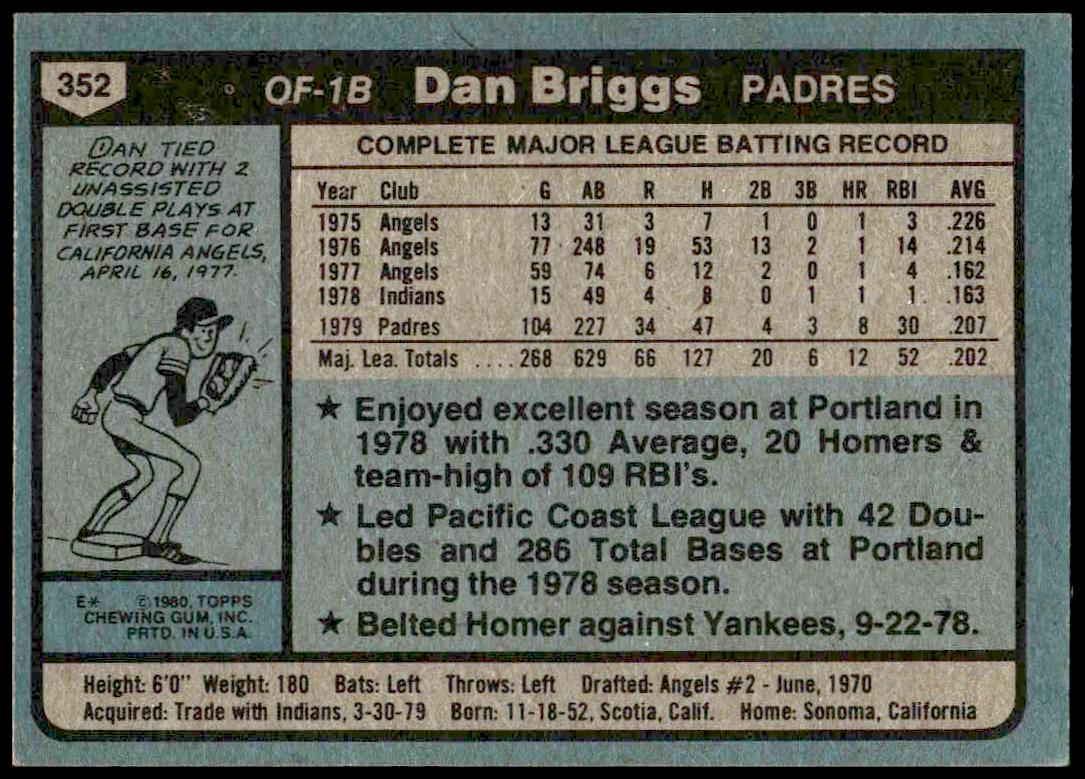 352 OF-1B Dan Briggs PADRES
DAN TIED
RECORD WITH 2
UNASSISTED
DOUBLE PLAYS AT
FIRST BASE FOR
CALIFORNIA ANGELS,
APRIL 16, 1977.
COMPLETE MAJOR LEAGUE BATTING RECORD
Year Club G AB R H 2B 3B HR RBI AVG
1975 Angels 13 31 3 7 1 0 1 3 .226
1976 Angels 77 248 19 53 13 2 1 14 .214
1977 Angels 59 74 6 12 2 0 1 4 .162
1978 Indians 15 49 4 8 0 1 1 1 .163
1979 Padres 104 227 34 47 4 3 8 30 .207
Maj. Lea. Totals .... 268 629 66 127 20 6 12 52 .202
★ Enjoyed excellent season at Portland in
1978 with .330 Average, 20 Homers &
team-high of 109 RBI's.
★ Led Pacific Coast League with 42 Dou-
bles and 286 Total Bases at Portland
during the 1978 season.
★ Belted Homer against Yankees, 9-22-78.
E* © 1980, TOPPS
CHEWING GUM, INC.
PRTD. IN U.S.A.
Height: 6'0" Weight: 180 Bats: Left Throws: Left Drafted: Angels #2 - June, 1970
Acquired: Trade with Indians, 3-30-79 Born: 11-18-52, Scotia, Calif. Home: Sonoma, California